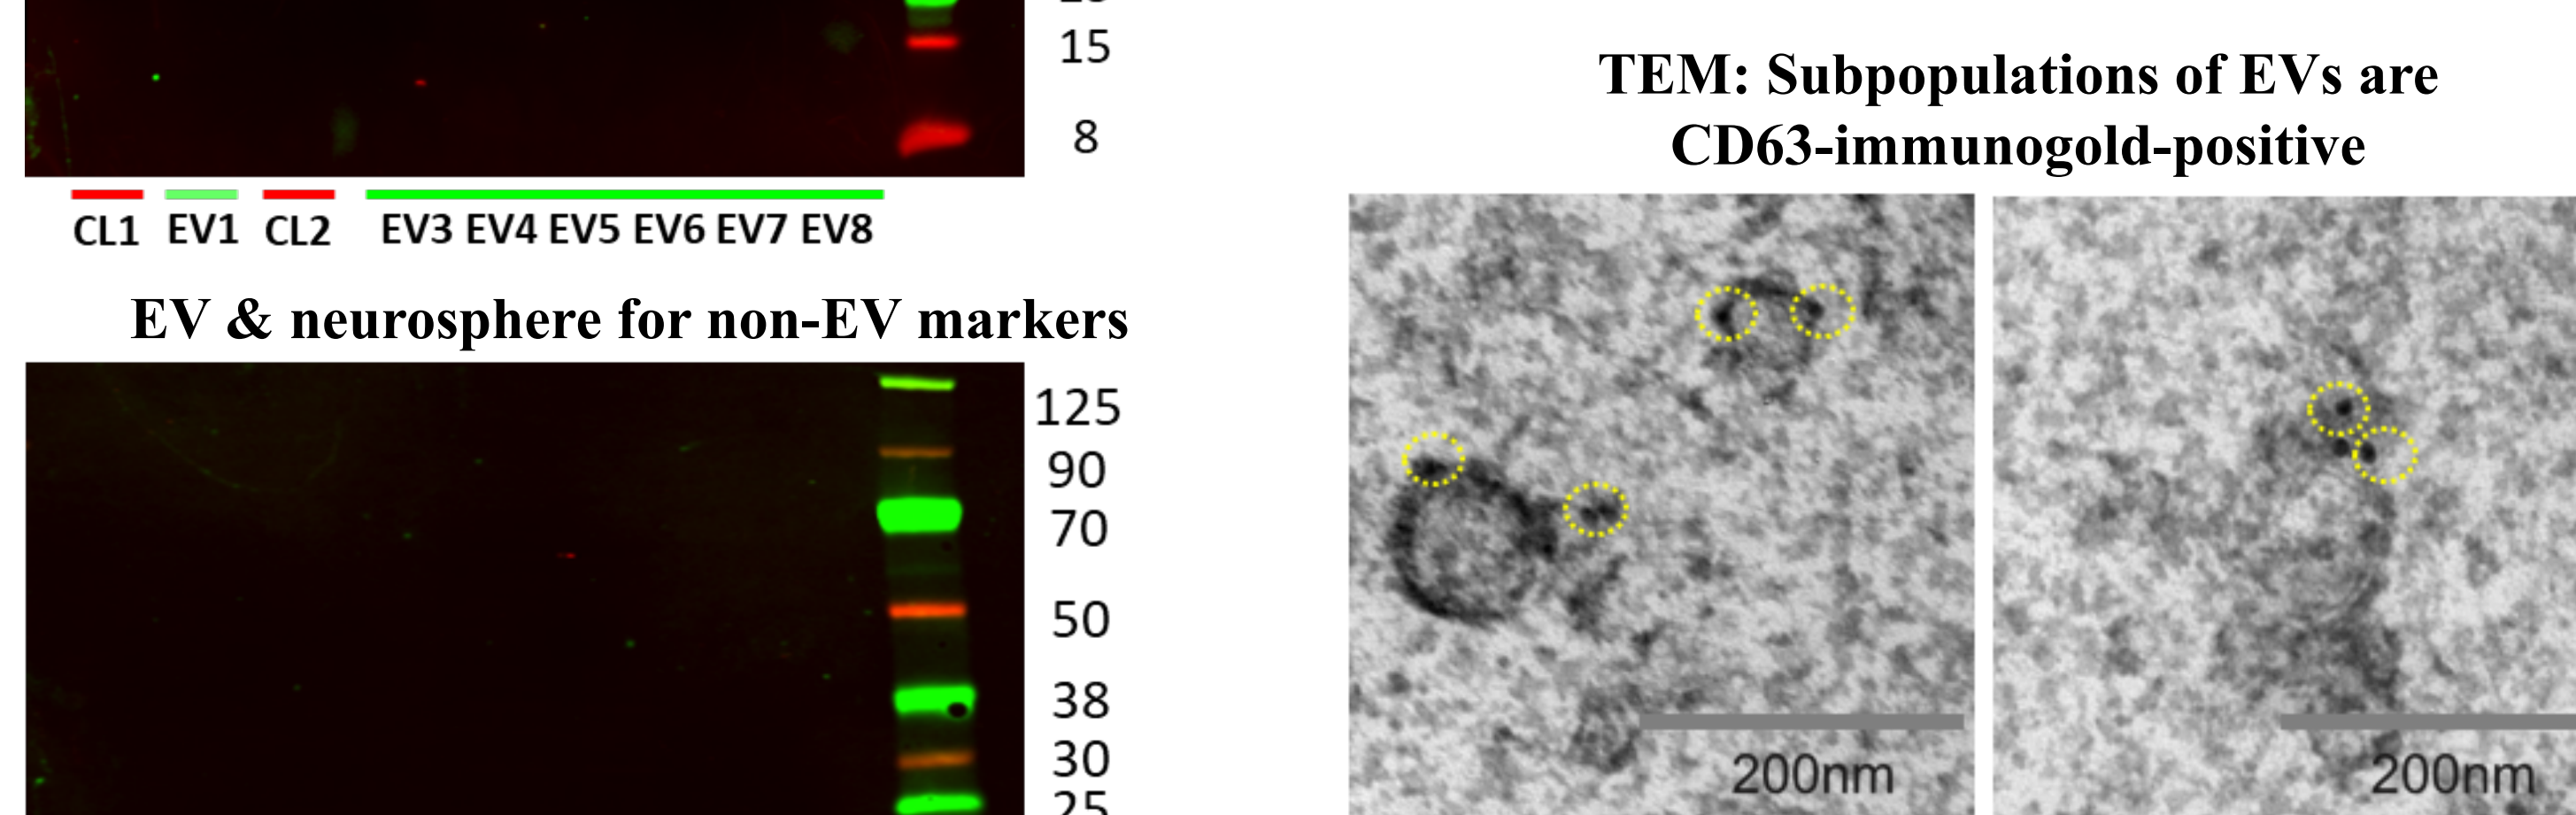 15
8
CL1 EV1 CL2 EV3 EV4 EV5 EV6 EV7 EV8
EV & neurosphere for non-EV markers
125
90
70
50
38
30
25
TEM: Subpopulations of EVs are
CD63-immunogold-positive
200nm
200nm